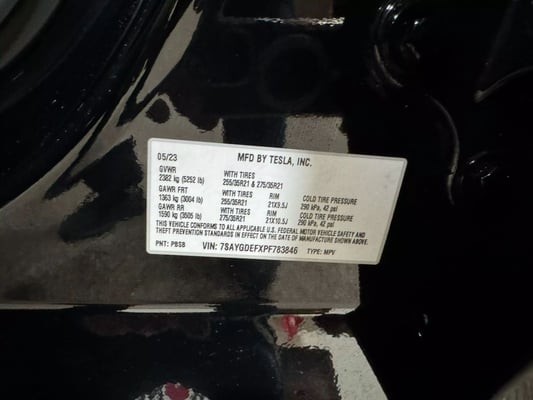 05/23 MFD BY TESLA, INC.
GVWR WITH TIRES
2382 kg (5252 lb) 255/35R21 & 275/35R21
GAWR FRT WITH TIRES RIM COLD TIRE PRESSURE
1363 kg (3004 lb) 255/35R21 21X9.5J 290 kPa, 42 psi
GAWR RR WITH TIRES RIM COLD TIRE PRESSURE
1590 kg (3505 lb) 275/35R21 21X10.5J 290 kPa, 42 psi
THIS VEHICLE CONFORMS TO ALL APPLICABLE U.S. FEDERAL MOTOR VEHICLE SAFETY AND
THEFT PREVENTION STANDARDS IN EFFECT ON THE DATE OF MANUFACTURE SHOWN ABOVE.
PNT: PBSB VIN: 7SAYGDEFXPF783846 TYPE: MPV